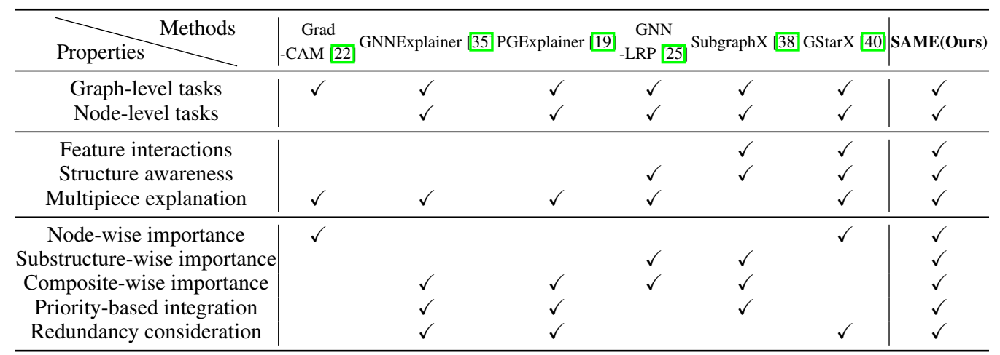 Methods
Properties
Grad
-CAM [22]
GNNExplainer [35]
PGExplainer [19]
GNN
-LRP [25]
SubgraphX [38]
GStarX [40]
SAME(Ours)
Graph-level tasks ✓ ✓ ✓ ✓ ✓ ✓ ✓
Node-level tasks ✓ ✓ ✓ ✓ ✓ ✓
Feature interactions ✓ ✓ ✓
Structure awareness ✓ ✓ ✓ ✓
Multipiece explanation ✓ ✓ ✓ ✓ ✓ ✓
Node-wise importance ✓ ✓ ✓
Substructure-wise importance ✓ ✓ ✓
Composite-wise importance ✓ ✓ ✓ ✓ ✓
Priority-based integration ✓ ✓ ✓ ✓
Redundancy consideration ✓ ✓ ✓ ✓